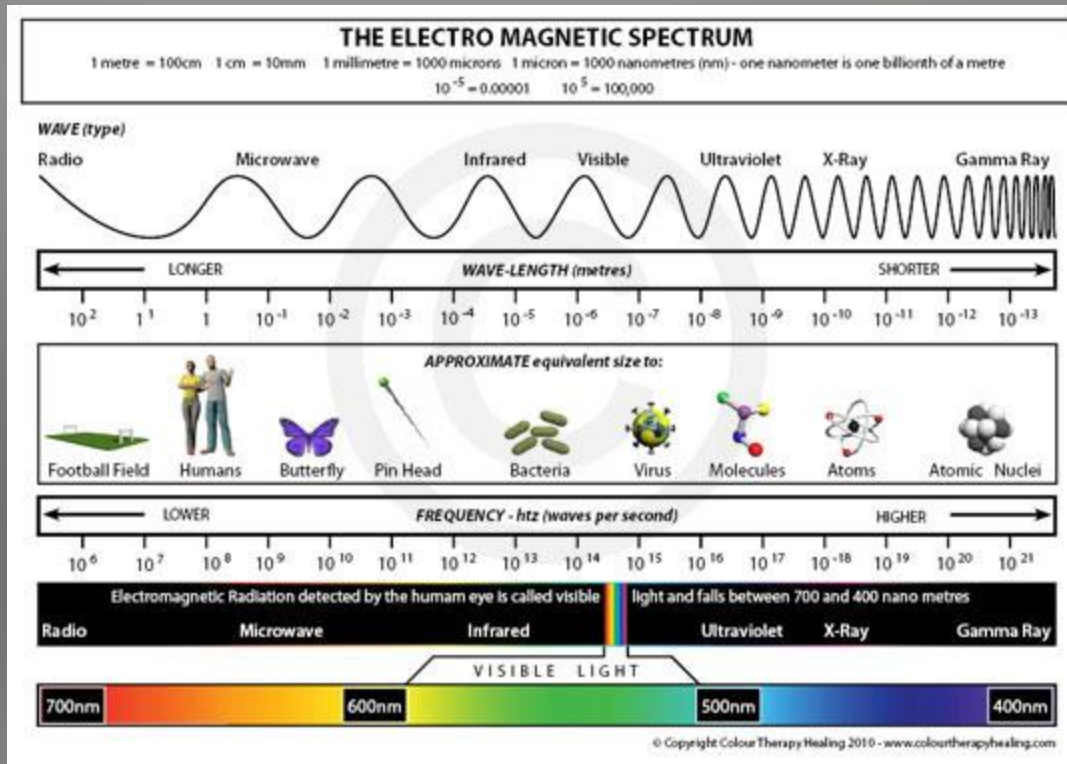 THE ELECTRO MAGNETIC SPECTRUM
1 metre = 100cm 1 cm = 10mm 1 millimetre = 1000 microns 1 micron = 1000 nanometres (nm) - one nanometer is one billionth of a metre
10⁻⁵ = 0.00001 10⁵ = 100,000
WAVE (type)
Radio Microwave Infrared Visible Ultraviolet X-Ray Gamma Ray
LONGER WAVE-LENGTH (metres) SHORTER
10² 1¹ 1 10⁻¹ 10⁻² 10⁻³ 10⁻⁴ 10⁻⁵ 10⁻⁶ 10⁻⁷ 10⁻⁸ 10⁻⁹ 10⁻¹⁰ 10⁻¹¹ 10⁻¹² 10⁻¹³
APPROXIMATE equivalent size to:
Football Field Humans Butterfly Pin Head Bacteria Virus Molecules Atoms Atomic Nuclei
LOWER FREQUENCY - htz (waves per second) HIGHER
10⁶ 10⁷ 10⁸ 10⁹ 10¹⁰ 10¹¹ 10¹² 10¹³ 10¹⁴ 10¹⁵ 10¹⁶ 10¹⁷ 10⁻¹⁸ 10¹⁹ 10²⁰ 10²¹
Electromagnetic Radiation detected by the human eye is called visible light and falls between 700 and 400 nano metres
Radio Microwave Infrared Ultraviolet X-Ray Gamma Ray
VISIBLE LIGHT
700nm 600nm 500nm 400nm
© Copyright Colour Therapy Healing 2010 - www.colourtherapyhealing.com